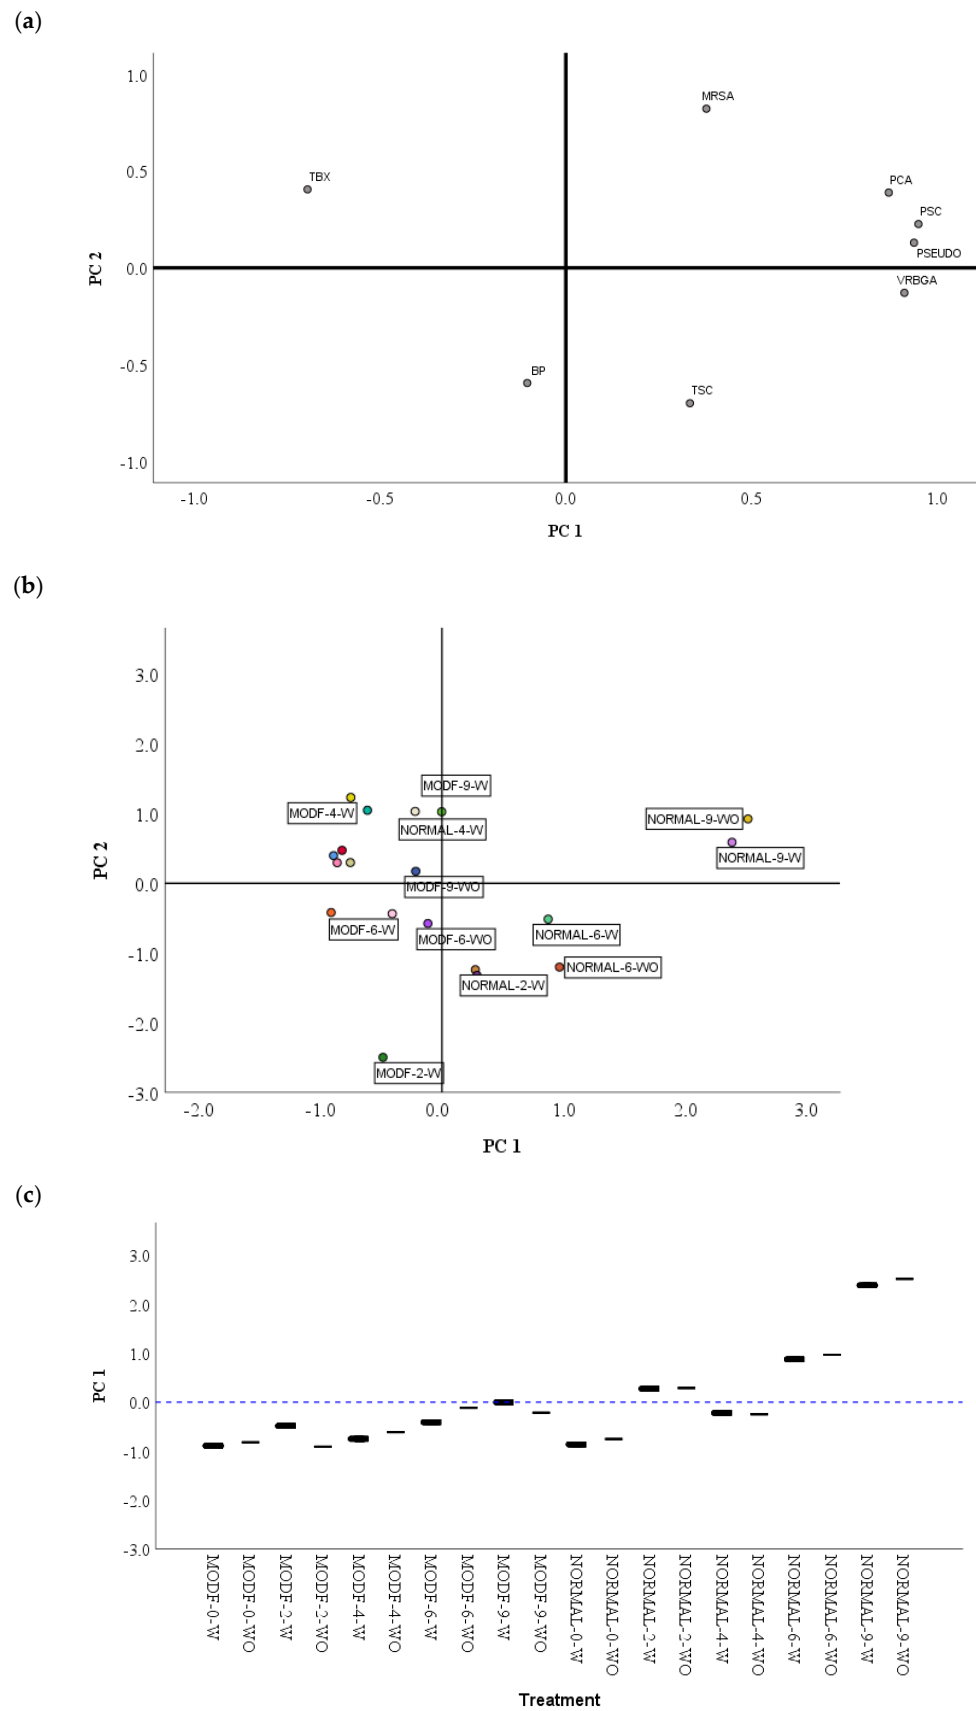 (a)
1.0
MRSA
0.5
TBX
PCA
PSC
PSEUDO
PC 2
0.0
VRBGA
-0.5
BP
TSC
-1.0
-1.0 -0.5 0.0 0.5 1.0
PC 1
(b)
3.0
2.0
MODF-9-W
1.0
MODF-4-W
NORMAL-9-WO
NORMAL-4-W
NORMAL-9-W
PC 2
0.0
MODF-9-WO
MODF-6-W
MODF-6-WO
NORMAL-6-W
-1.0
NORMAL-6-WO
NORMAL-2-W
-2.0
MODF-2-W
-3.0
-2.0 -1.0 0.0 1.0 2.0 3.0
PC 1
(c)
3.0
2.0
1.0
PC 1
0.0
-1.0
-2.0
-3.0
MODF-0-W
MODF-0-WO
MODF-2-W
MODF-2-WO
MODF-4-W
MODF-4-WO
MODF-6-W
MODF-6-WO
MODF-9-W
MODF-9-WO
NORMAL-0-W
NORMAL-0-WO
NORMAL-2-W
NORMAL-2-WO
NORMAL-4-W
NORMAL-4-WO
NORMAL-6-W
NORMAL-6-WO
NORMAL-9-W
NORMAL-9-WO
Treatment